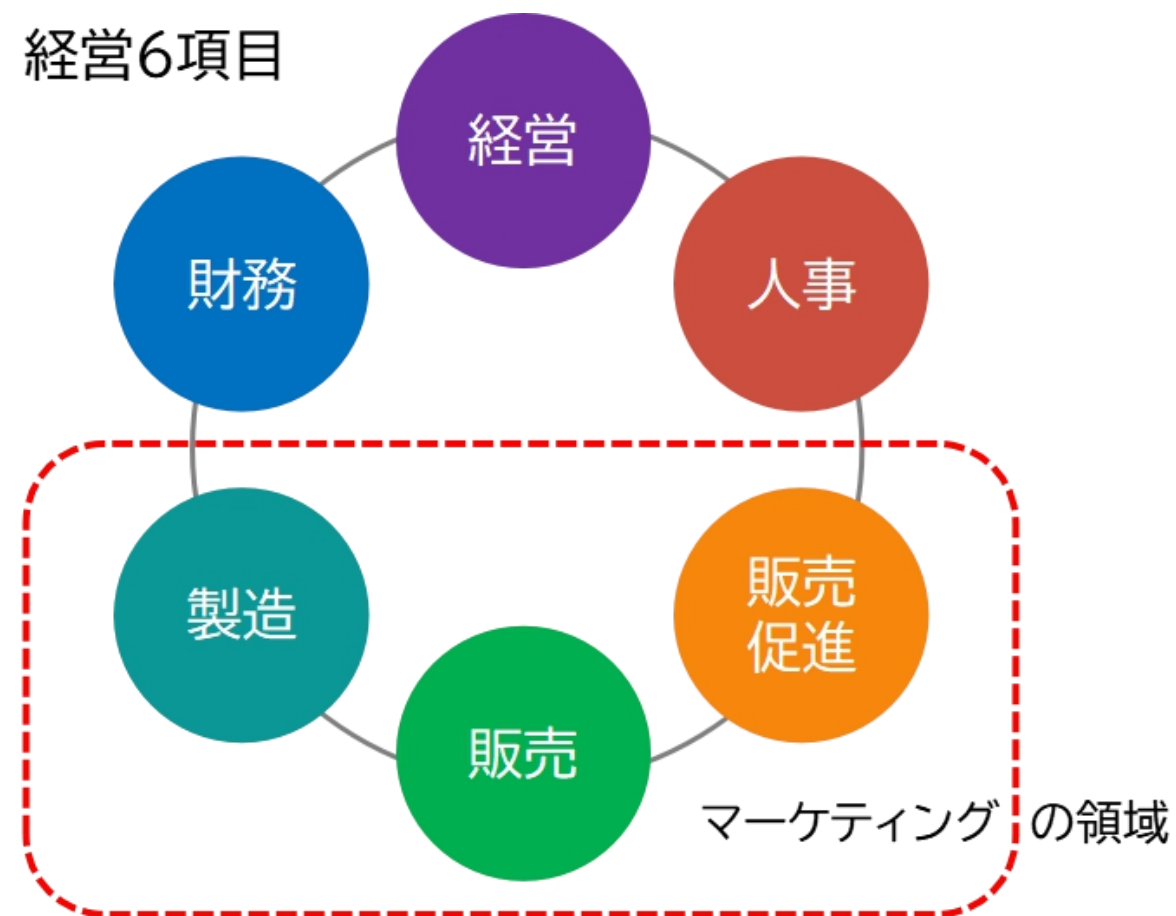 経営6項目
経営
財務
人事
製造
販売
促進
販売
マーケティングの領域